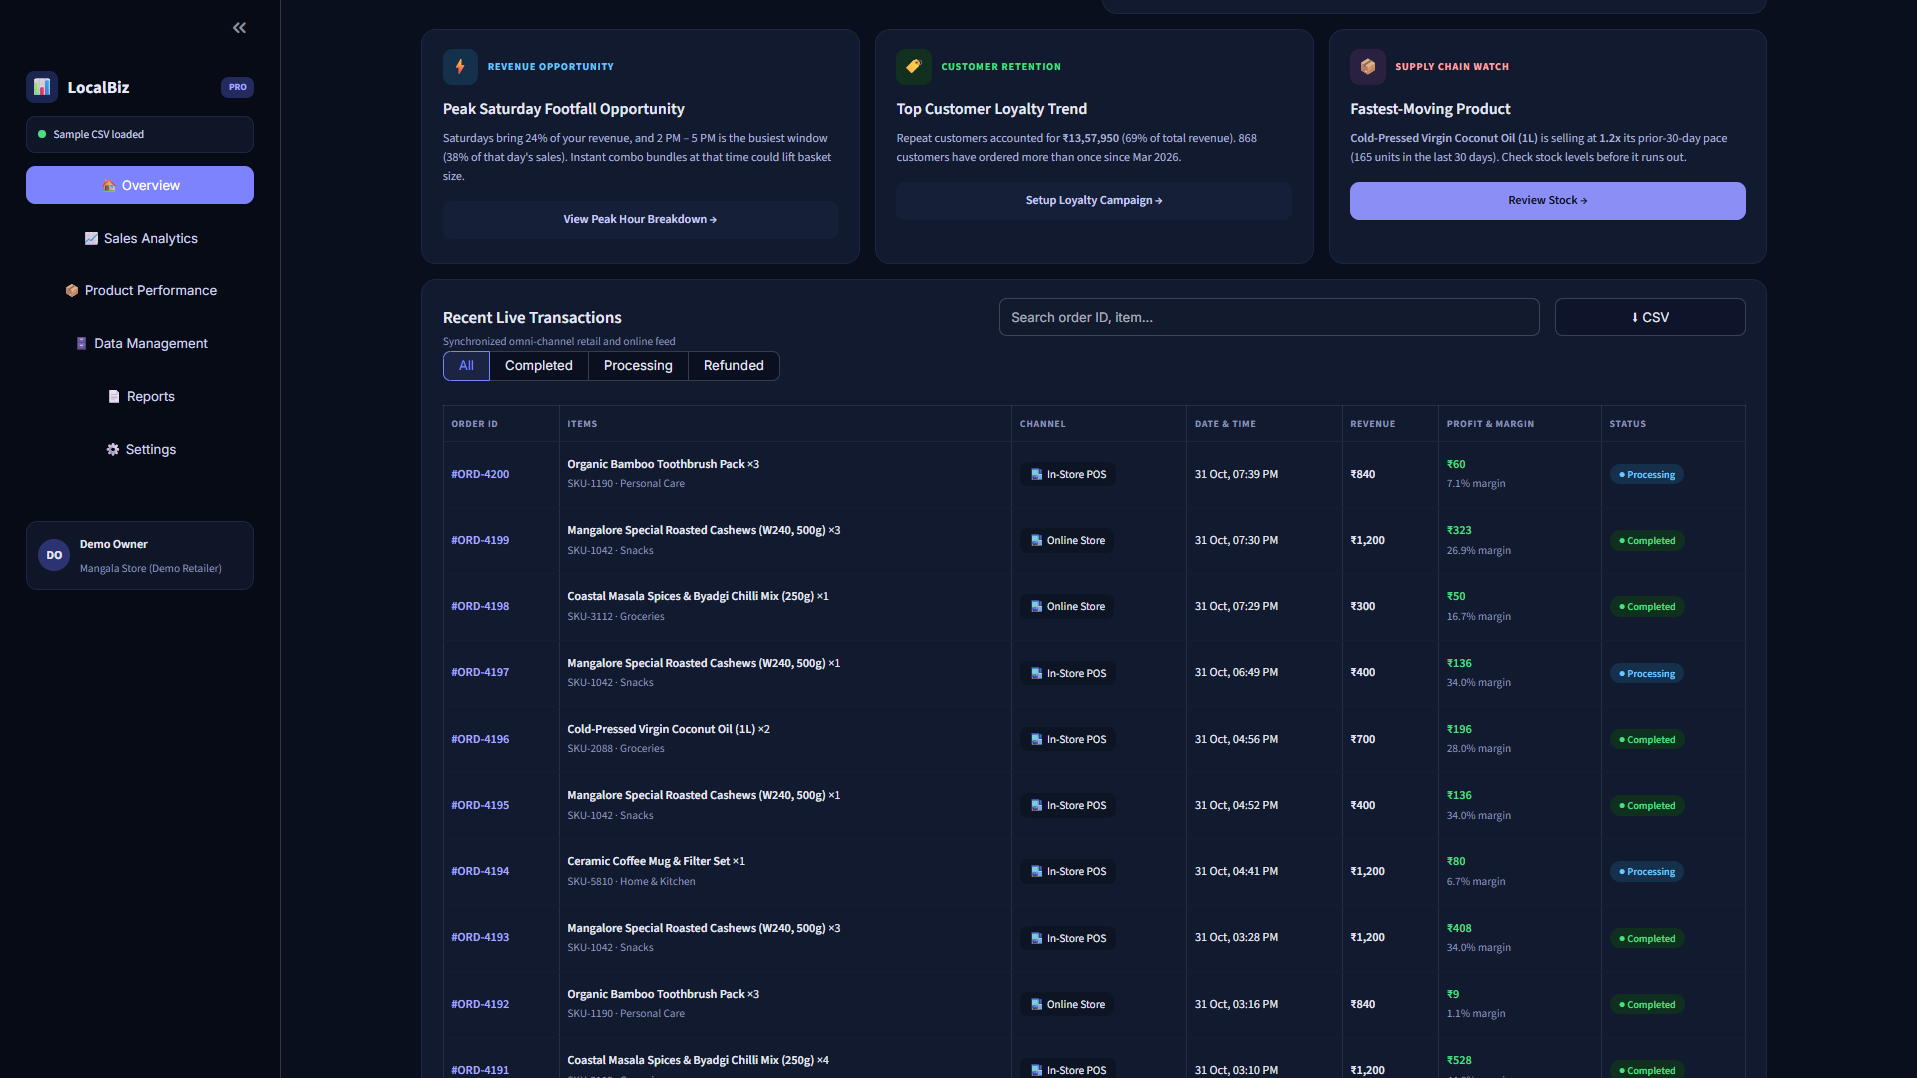 LocalBiz
PRO
Sample CSV loaded
Overview
Sales Analytics
Product Performance
Data Management
Reports
Settings
DO
Demo Owner
Mangala Store (Demo Retailer)
REVENUE OPPORTUNITY
Peak Saturday Footfall Opportunity
Saturdays bring 24% of your revenue, and 2 PM – 5 PM is the busiest window
(38% of that day's sales). Instant combo bundles at that time could lift basket
size.
View Peak Hour Breakdown →
CUSTOMER RETENTION
Top Customer Loyalty Trend
Repeat customers accounted for ₹13,57,950 (69% of total revenue). 868
customers have ordered more than once since Mar 2026.
Setup Loyalty Campaign →
SUPPLY CHAIN WATCH
Fastest-Moving Product
Cold-Pressed Virgin Coconut Oil (1L) is selling at 1.2x its prior-30-day pace
(165 units in the last 30 days). Check stock levels before it runs out.
Review Stock →
Recent Live Transactions
Synchronized omni-channel retail and online feed
Search order ID, item...
⬇ CSV
All Completed Processing Refunded
ORDER ID ITEMS CHANNEL DATE & TIME REVENUE PROFIT & MARGIN STATUS
#ORD-4200 Organic Bamboo Toothbrush Pack ×3 In-Store POS 31 Oct, 07:39 PM ₹840 ₹60 Processing
SKU-1190 · Personal Care 7.1% margin
#ORD-4199 Mangalore Special Roasted Cashews (W240, 500g) ×3 Online Store 31 Oct, 07:30 PM ₹1,200 ₹323 Completed
SKU-1042 · Snacks 26.9% margin
#ORD-4198 Coastal Masala Spices & Byadgi Chilli Mix (250g) ×1 Online Store 31 Oct, 07:29 PM ₹300 ₹50 Completed
SKU-3112 · Groceries 16.7% margin
#ORD-4197 Mangalore Special Roasted Cashews (W240, 500g) ×1 In-Store POS 31 Oct, 06:49 PM ₹400 ₹136 Processing
SKU-1042 · Snacks 34.0% margin
#ORD-4196 Cold-Pressed Virgin Coconut Oil (1L) ×2 In-Store POS 31 Oct, 04:56 PM ₹700 ₹196 Completed
SKU-2088 · Groceries 28.0% margin
#ORD-4195 Mangalore Special Roasted Cashews (W240, 500g) ×1 In-Store POS 31 Oct, 04:52 PM ₹400 ₹136 Completed
SKU-1042 · Snacks 34.0% margin
#ORD-4194 Ceramic Coffee Mug & Filter Set ×1 In-Store POS 31 Oct, 04:41 PM ₹1,200 ₹80 Processing
SKU-5810 · Home & Kitchen 6.7% margin
#ORD-4193 Mangalore Special Roasted Cashews (W240, 500g) ×3 In-Store POS 31 Oct, 03:28 PM ₹1,200 ₹408 Completed
SKU-1042 · Snacks 34.0% margin
#ORD-4192 Organic Bamboo Toothbrush Pack ×3 Online Store 31 Oct, 03:16 PM ₹840 ₹9 Completed
SKU-1190 · Personal Care 1.1% margin
#ORD-4191 Coastal Masala Spices & Byadgi Chilli Mix (250g) ×4 In-Store POS 31 Oct, 03:10 PM ₹1,200 ₹528 Completed